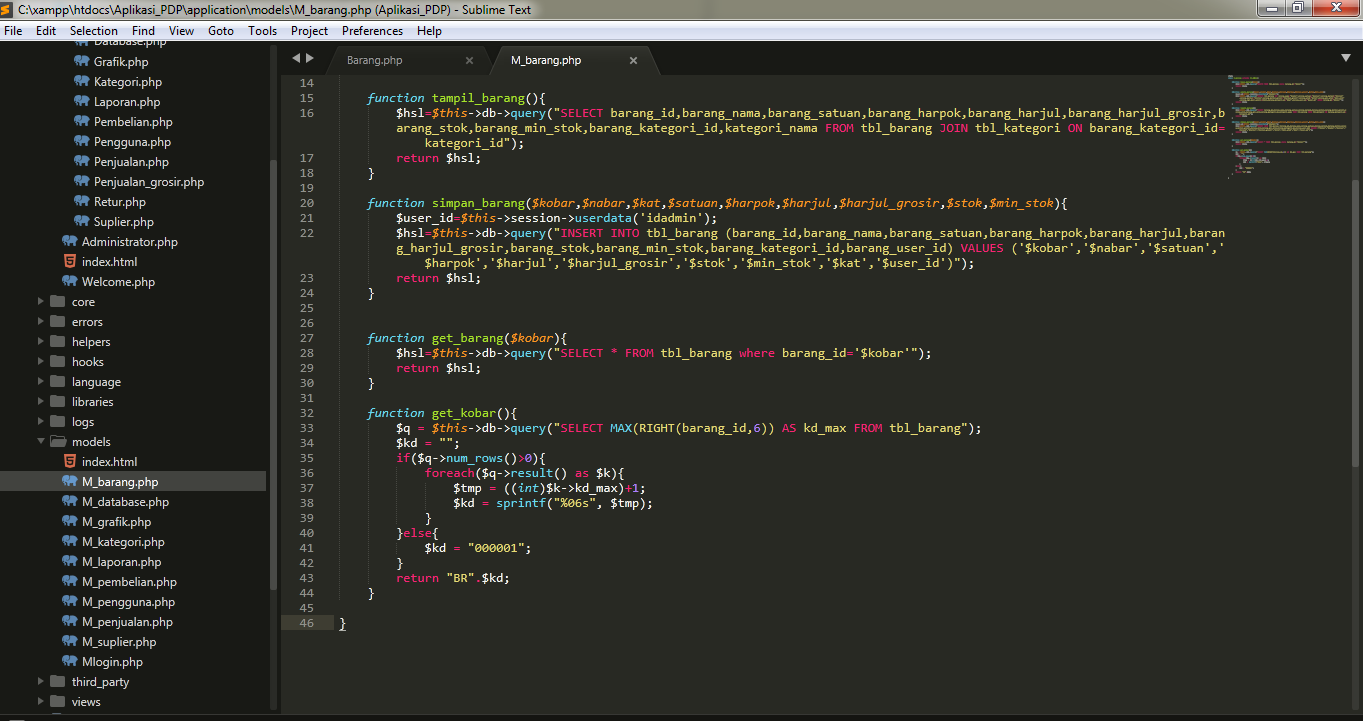 C:\xampp\htdocs\Aplikasi_PDP\application\models\M_barang.php (Aplikasi_PDP) - Sublime Text
File Edit Selection Find View Goto Tools Project Preferences Help
Database.php
Grafik.php
Kategori.php
Laporan.php
Pembelian.php
Pengguna.php
Penjualan.php
Penjualan_grosir.php
Retur.php
Suplier.php
Administrator.php
index.html
Welcome.php
core
errors
helpers
hooks
language
libraries
logs
models
index.html
M_barang.php
M_database.php
M_grafik.php
M_kategori.php
M_laporan.php
M_pembelian.php
M_pengguna.php
M_penjualan.php
M_suplier.php
Mlogin.php
third_party
views
Barang.php × M_barang.php ×
14
15 function tampil_barang(){
16 $hsl=$this->db->query("SELECT barang_id,barang_nama,barang_satuan,barang_harpok,barang_harjul,barang_harjul_grosir,b
arang_stok,barang_min_stok,barang_kategori_id,kategori_nama FROM tbl_barang JOIN tbl_kategori ON barang_kategori_id=
kategori_id");
17 return $hsl;
18 }
19
20 function simpan_barang($kobar,$nabar,$kat,$satuan,$harpok,$harjul,$harjul_grosir,$stok,$min_stok){
21 $user_id=$this->session->userdata('idadmin');
22 $hsl=$this->db->query("INSERT INTO tbl_barang (barang_id,barang_nama,barang_satuan,barang_harpok,barang_harjul,baran
g_harjul_grosir,barang_stok,barang_min_stok,barang_kategori_id,barang_user_id) VALUES ('$kobar','$nabar','$satuan','
$harpok','$harjul','$harjul_grosir','$stok','$min_stok','$kat','$user_id')");
23 return $hsl;
24 }
25
26
27 function get_barang($kobar){
28 $hsl=$this->db->query("SELECT * FROM tbl_barang where barang_id='$kobar'");
29 return $hsl;
30 }
31
32 function get_kobar(){
33 $q = $this->db->query("SELECT MAX(RIGHT(barang_id,6)) AS kd_max FROM tbl_barang");
34 $kd = "";
35 if($q->num_rows()>0){
36 foreach($q->result() as $k){
37 $tmp = ((int)$k->kd_max)+1;
38 $kd = sprintf("%06s", $tmp);
39 }
40 }else{
41 $kd = "000001";
42 }
43 return "BR".$kd;
44 }
45
46 }